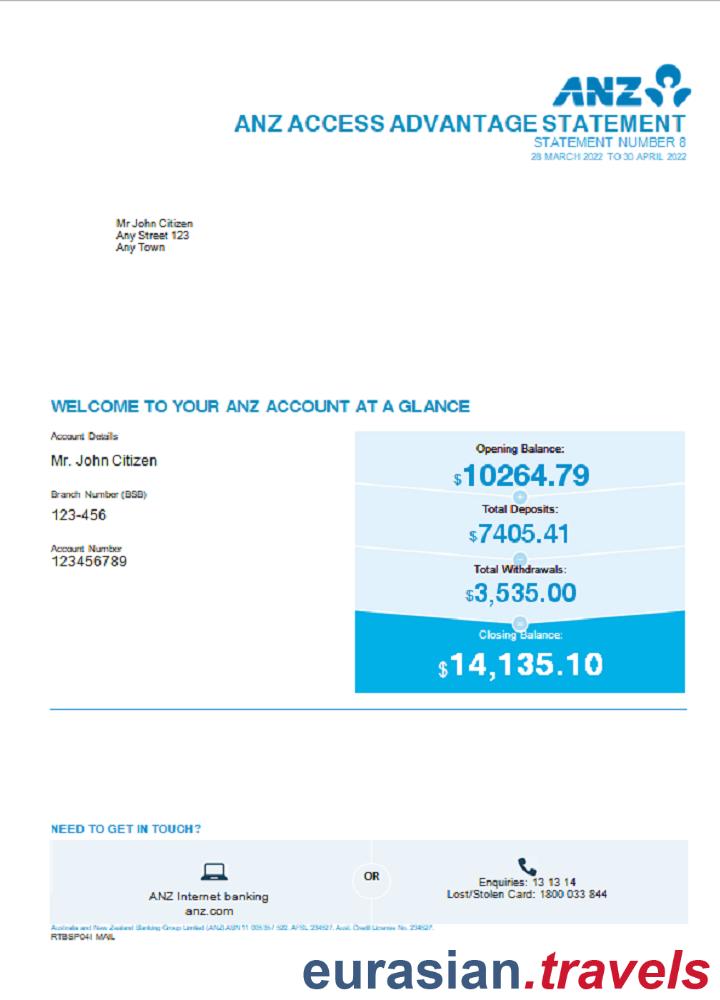 ANZ
ANZ ACCESS ADVANTAGE STATEMENT
STATEMENT NUMBER 8
28 MARCH 2022 TO 30 APRIL 2022
Mr John Citizen
Any Street 123
Any Town
WELCOME TO YOUR ANZ ACCOUNT AT A GLANCE
Account Details
Mr. John Citizen
Branch Number (BSB)
123-456
Account Number
123456789
Opening Balance:
$10264.79
+
Total Deposits:
$7405.41
-
Total Withdrawals:
$3,535.00
=
Closing Balance:
$14,135.10
NEED TO GET IN TOUCH?
ANZ Internet banking
anz.com
OR
Enquiries: 13 13 14
Lost/Stolen Card: 1800 033 844
Australia and New Zealand Banking Group Limited (ANZ) ABN 11 005 357 522. AFSL 234527. Aust. Credit License No. 234527.
RTBSP041 MAIL
eurasian.travels